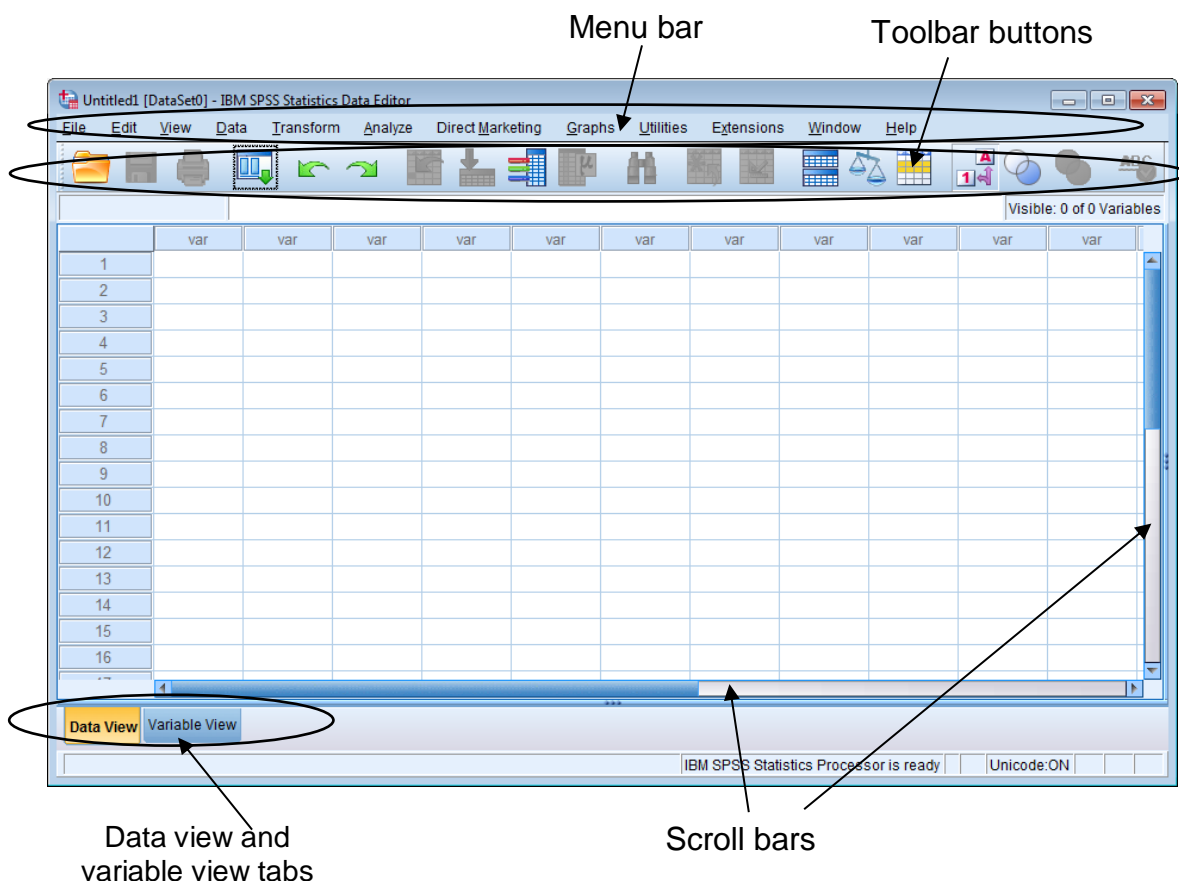 Menu bar
Toolbar buttons
Untitled1 [DataSet0] - IBM SPSS Statistics Data Editor
File Edit View Data Transform Analyze Direct Marketing Graphs Utilities Extensions Window Help
A
1
μ
ABC
Visible: 0 of 0 Variables
var var var var var var var var var var var
1
2
3
4
5
6
7
8
9
10
11
12
13
14
15
16
17
Data View Variable View
IBM SPSS Statistics Processor is ready Unicode:ON
Data view and
variable view tabs
Scroll bars